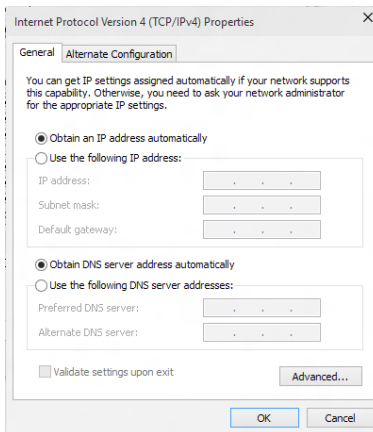 Internet Protocol Version 4 (TCP/IPv4) Properties
General
Alternate Configuration
You can get IP settings assigned automatically if your network supports
this capability. Otherwise, you need to ask your network administrator
for the appropriate IP settings.
Obtain an IP address automatically
Use the following IP address:
IP address:
Subnet mask:
Default gateway:
Obtain DNS server address automatically
Use the following DNS server addresses:
Preferred DNS server:
Alternate DNS server:
Validate settings upon exit
Advanced...
OK
Cancel